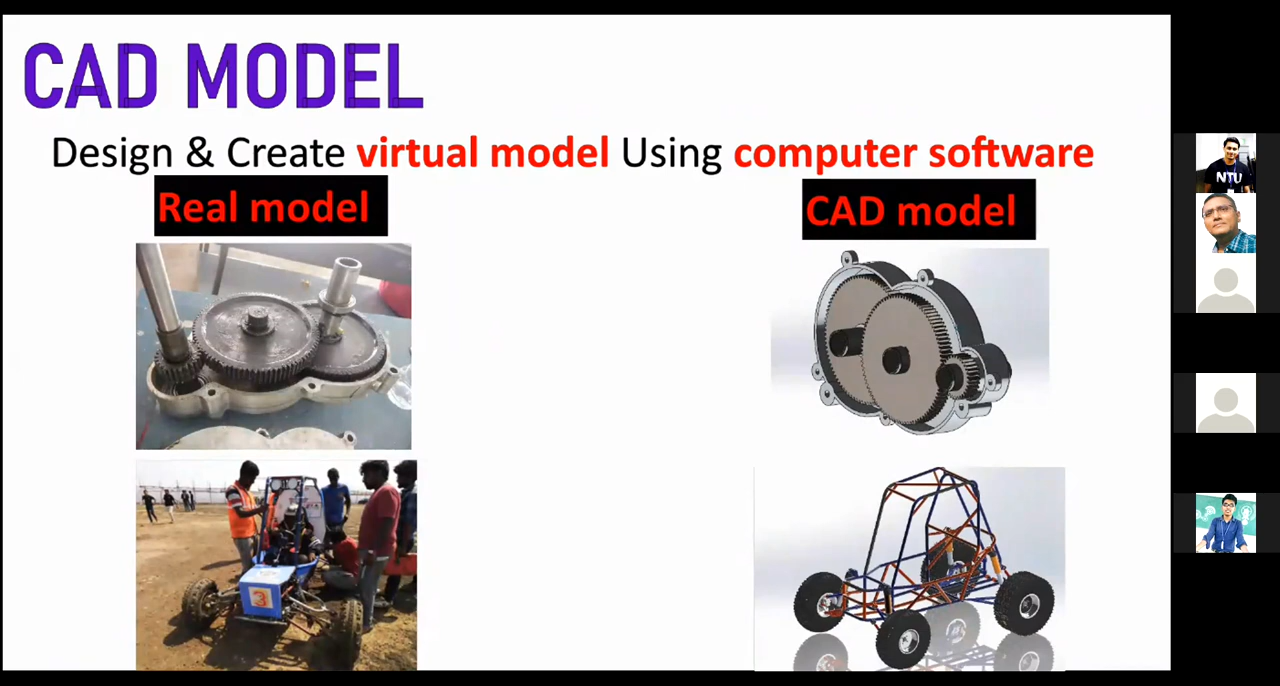 CAD MODEL
Design & Create virtual model Using computer software
Real model
CAD model
3
NTU